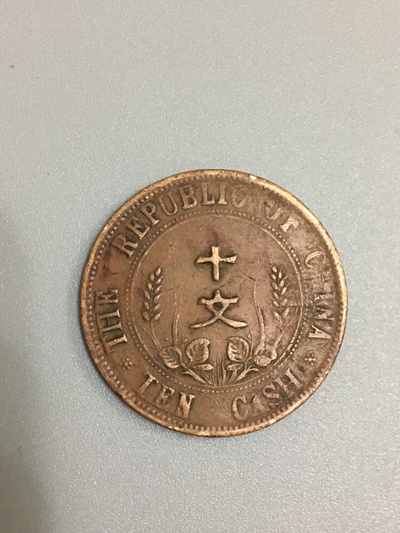 THE REPUBLIC OF CHINA
十
文
TEN CASH